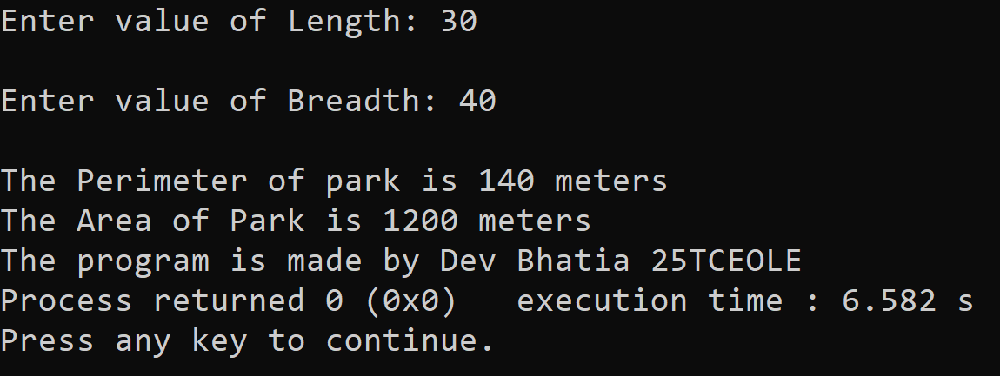 Enter value of Length: 30
Enter value of Breadth: 40
The Perimeter of park is 140 meters
The Area of Park is 1200 meters
The program is made by Dev Bhatia 25TCEOLE
Process returned 0 (0x0)   execution time : 6.582 s
Press any key to continue.